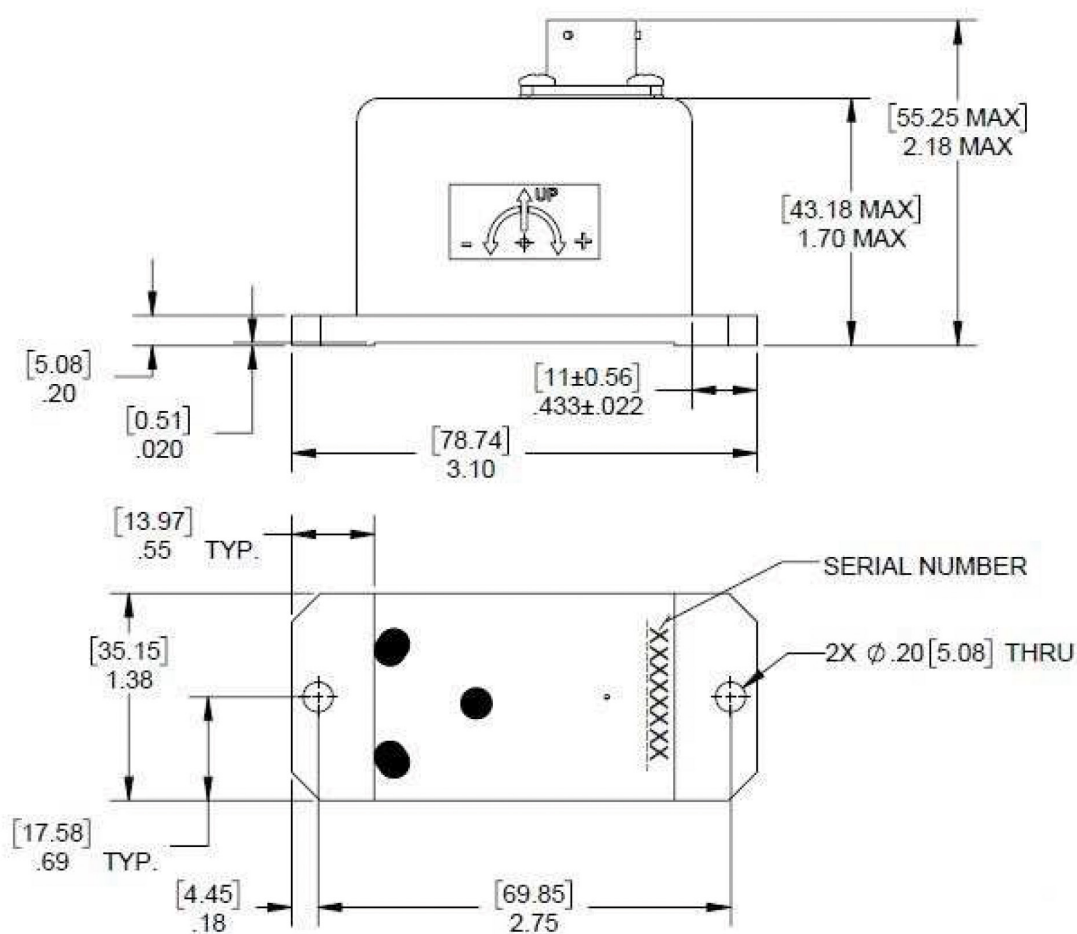 [55.25 MAX]
2.18 MAX
[43.18 MAX]
1.70 MAX
UP
- +
[5.08]
.20
[0.51]
.020
[11±0.56]
.433±.022
[78.74]
3.10
[13.97]
.55 TYP.
SERIAL NUMBER
[35.15]
1.38
2X ⌀.20[5.08] THRU
XXXXXXXX
[17.58]
.69 TYP.
[4.45]
.18
[69.85]
2.75